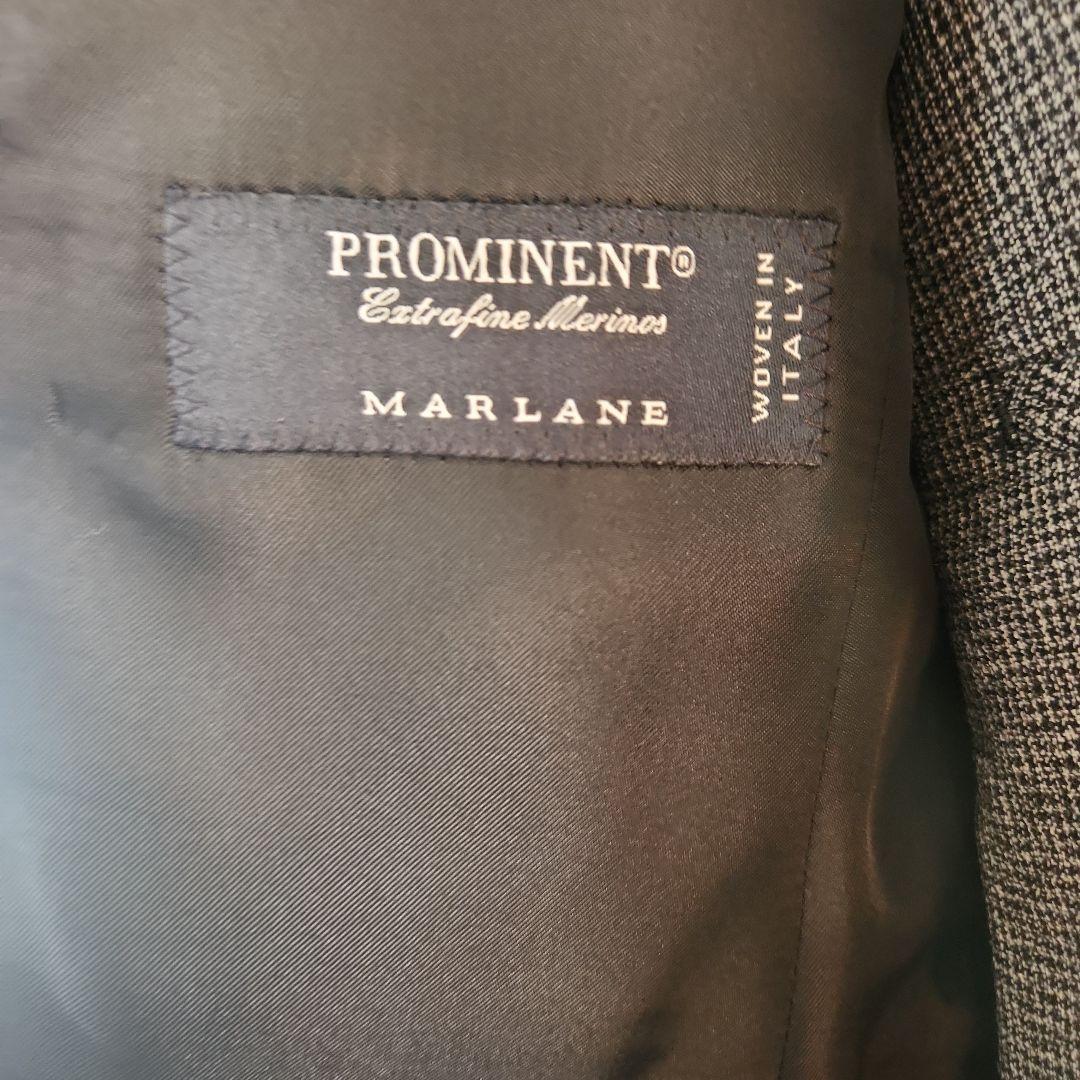 PROMINENT®
Extrafine Merinos
MARLANE
WOVEN IN
ITALY